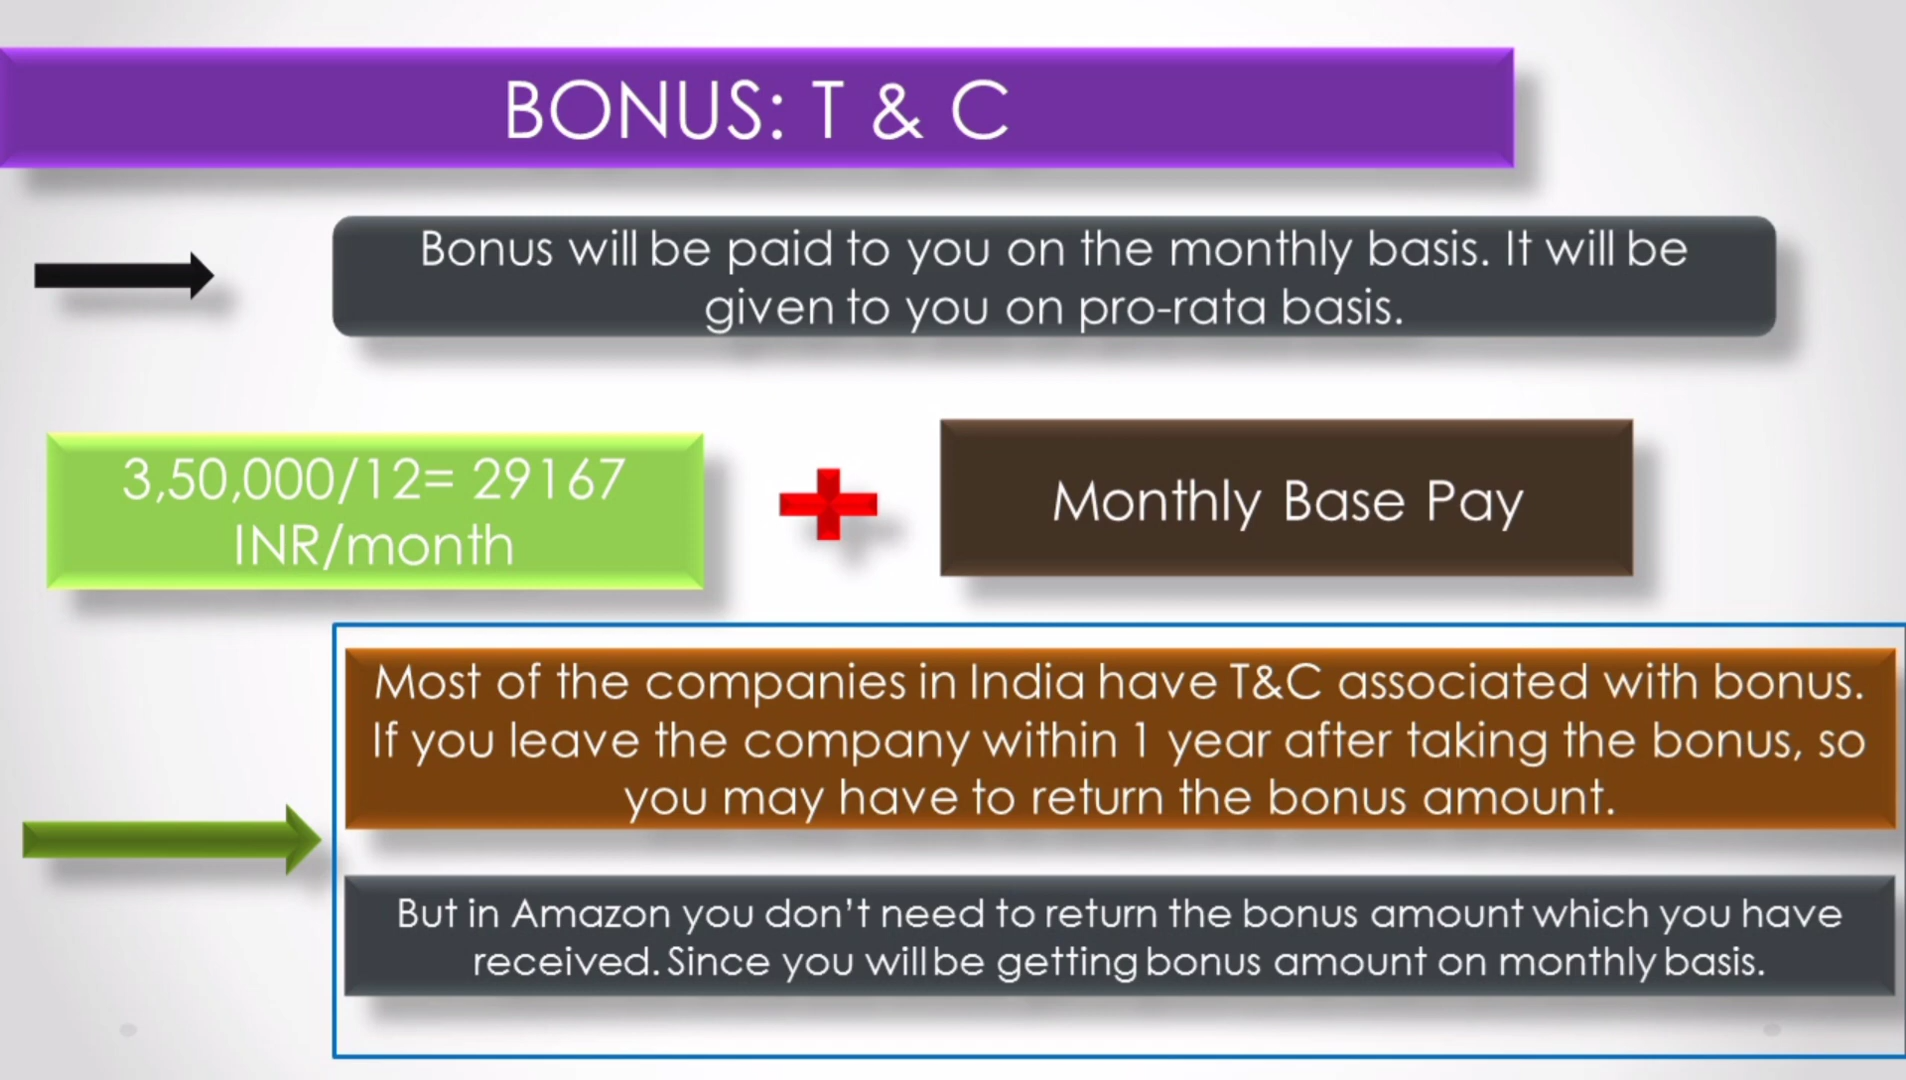 BONUS: T & C
Bonus will be paid to you on the monthly basis. It will be
given to you on pro-rata basis.
3,50,000/12= 29167
INR/month
Monthly Base Pay
Most of the companies in India have T&C associated with bonus.
If you leave the company within 1 year after taking the bonus, so
you may have to return the bonus amount.
But in Amazon you don't need to return the bonus amount which you have
received. Since you will be getting bonus amount on monthly basis.